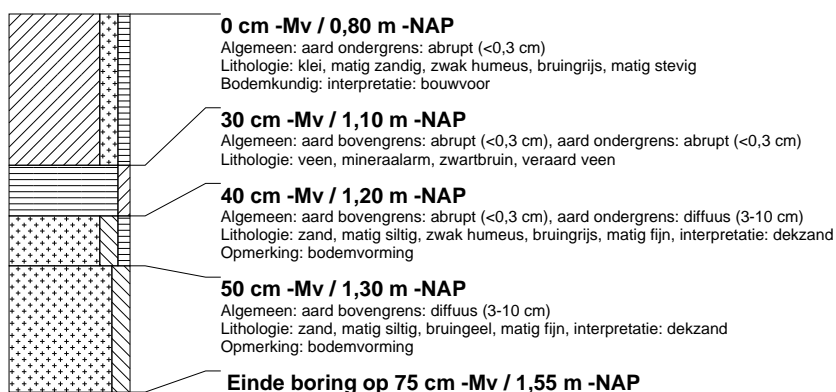 0 cm -Mv / 0,80 m -NAP
Algemeen: aard ondergrens: abrupt (<0,3 cm)
Lithologie: klei, matig zandig, zwak humeus, bruingrijs, matig stevig
Bodemkundig: interpretatie: bouwvoor
30 cm -Mv / 1,10 m -NAP
Algemeen: aard bovengrens: abrupt (<0,3 cm), aard ondergrens: abrupt (<0,3 cm)
Lithologie: veen, mineraalarm, zwartbruin, veraard veen
40 cm -Mv / 1,20 m -NAP
Algemeen: aard bovengrens: abrupt (<0,3 cm), aard ondergrens: diffuus (3-10 cm)
Lithologie: zand, matig siltig, zwak humeus, bruingrijs, matig fijn, interpretatie: dekzand
Opmerking: bodemvorming
50 cm -Mv / 1,30 m -NAP
Algemeen: aard bovengrens: diffuus (3-10 cm)
Lithologie: zand, matig siltig, bruingeel, matig fijn, interpretatie: dekzand
Opmerking: bodemvorming
Einde boring op 75 cm -Mv / 1,55 m -NAP